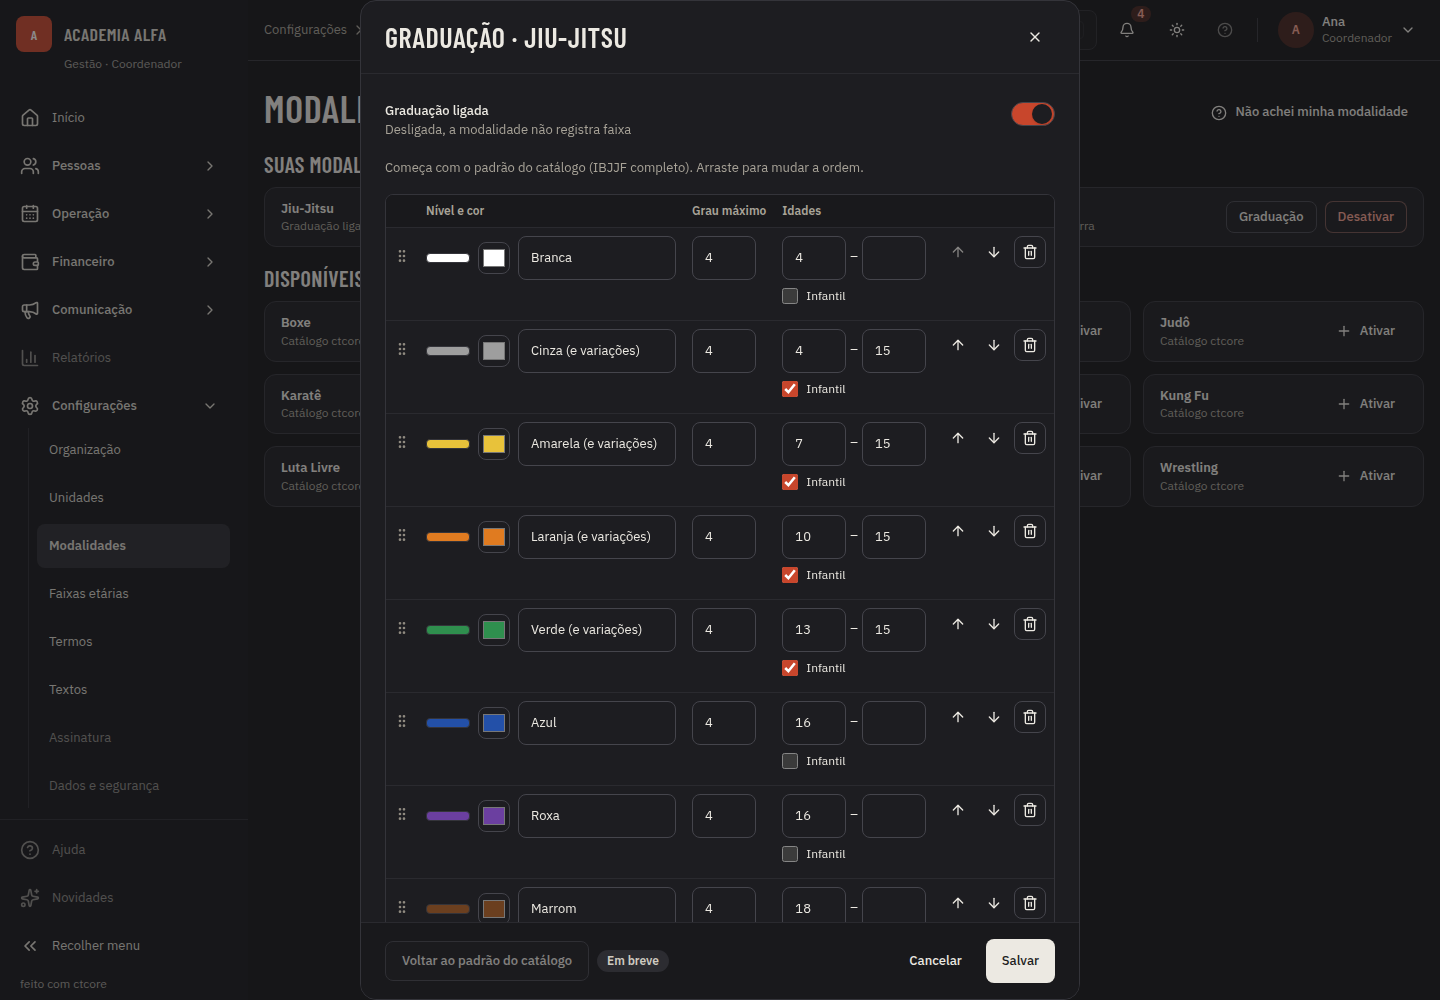 A
ACADEMIA ALFA
Gestão · Coordenador
Início
Pessoas
Operação
Financeiro
Comunicação
Relatórios
Configurações
Organização
Unidades
Modalidades
Faixas etárias
Termos
Textos
Assinatura
Dados e segurança
Ajuda
Novidades
Recolher menu
feito com ctcore
Configurações
4
A
Ana
Coordenador
Não achei minha modalidade
Jiu-Jitsu
Graduação
Desativar
DISPONÍVEIS
Boxe
Catálogo
Judô
Catálogo ctcore
Ativar
Karatê
Catálogo
Kung Fu
Catálogo ctcore
Ativar
Luta Livre
Catálogo
Wrestling
Catálogo ctcore
Ativar
GRADUAÇÃO · JIU-JITSU
Graduação ligada
Desligada, a modalidade não registra faixa
Começa com o padrão do catálogo (IBJJF completo). Arraste para mudar a ordem.
Nível e cor Grau máximo Idades
Branca 4 4 –
Infantil
Cinza (e variações) 4 4 – 15
Infantil
Amarela (e variações) 4 7 – 15
Infantil
Laranja (e variações) 4 10 – 15
Infantil
Verde (e variações) 4 13 – 15
Infantil
Azul 4 16 –
Infantil
Roxa 4 16 –
Infantil
Marrom 4 18 –
Voltar ao padrão do catálogo Em breve Cancelar Salvar